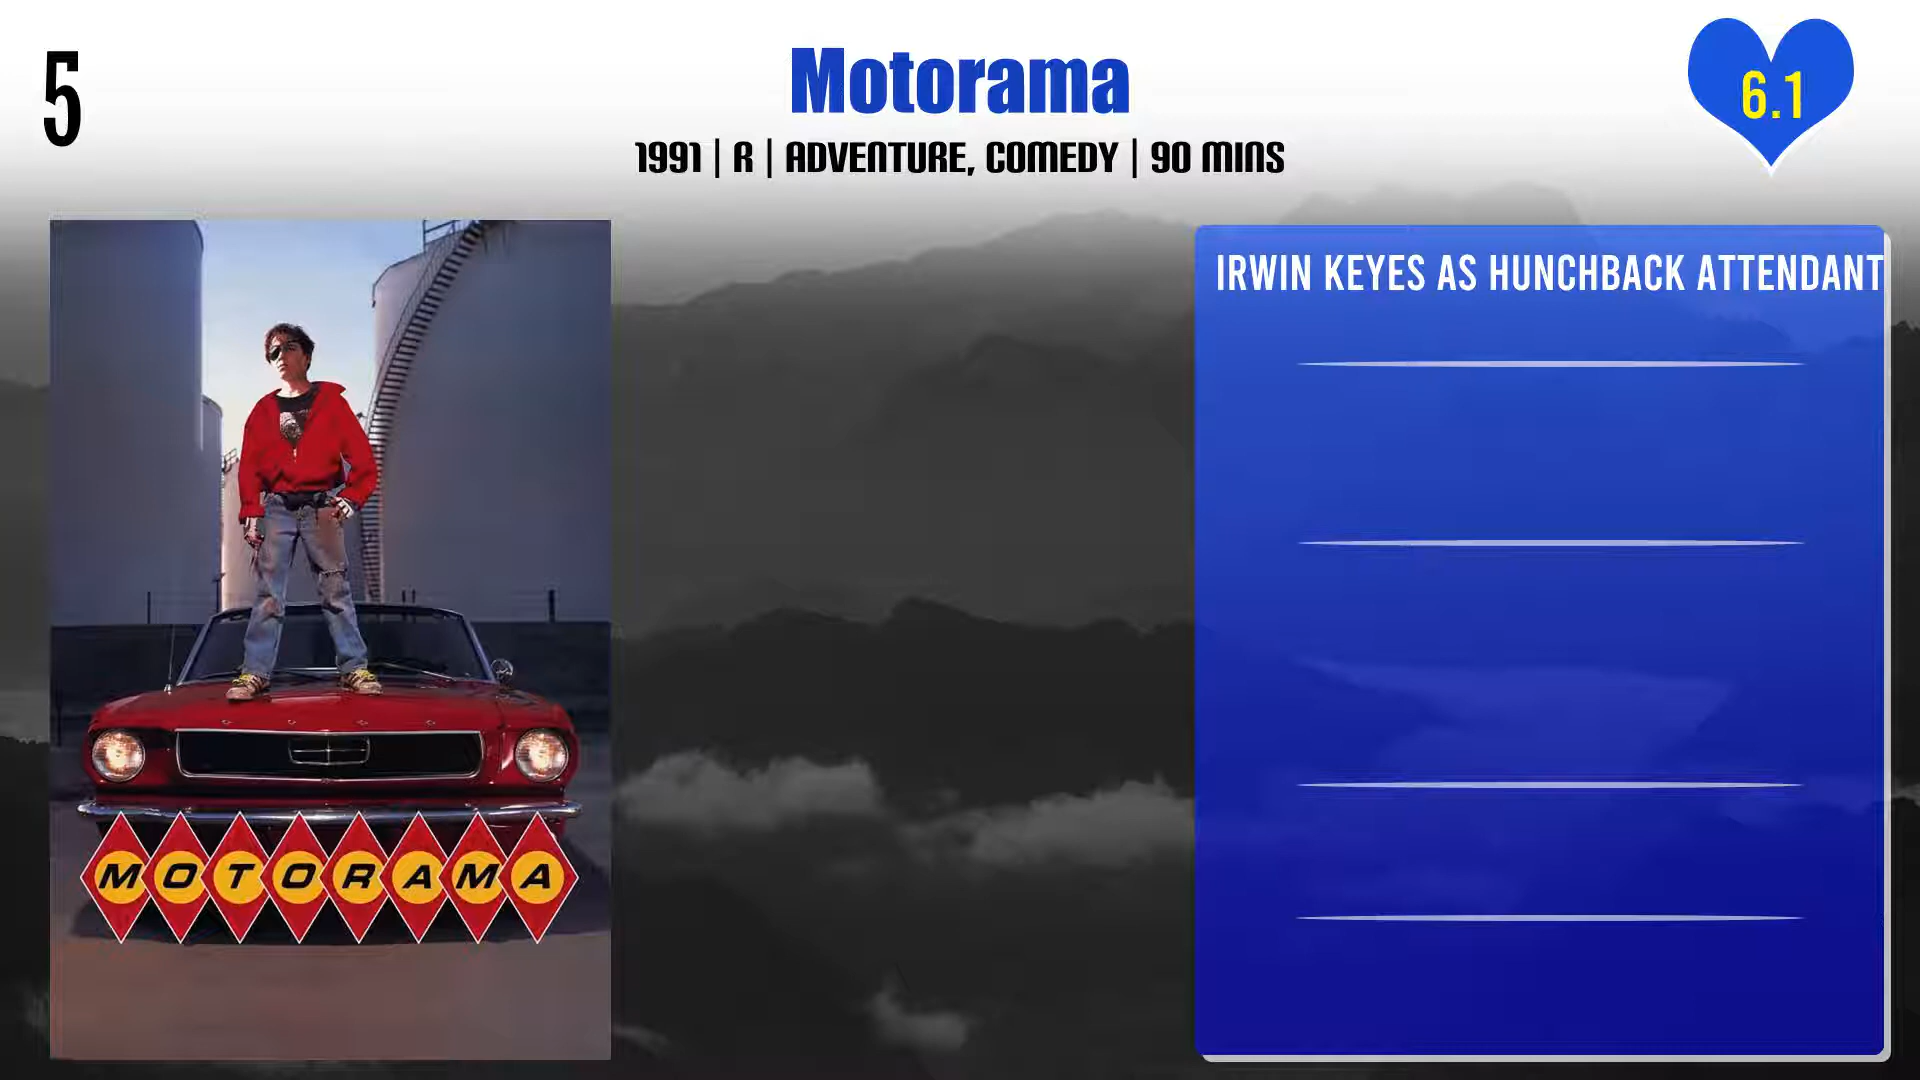 5
Motorama
6.1
1991 | R | ADVENTURE, COMEDY | 90 MINS
IRWIN KEYES AS HUNCHBACK ATTENDANT
MOTORAMA